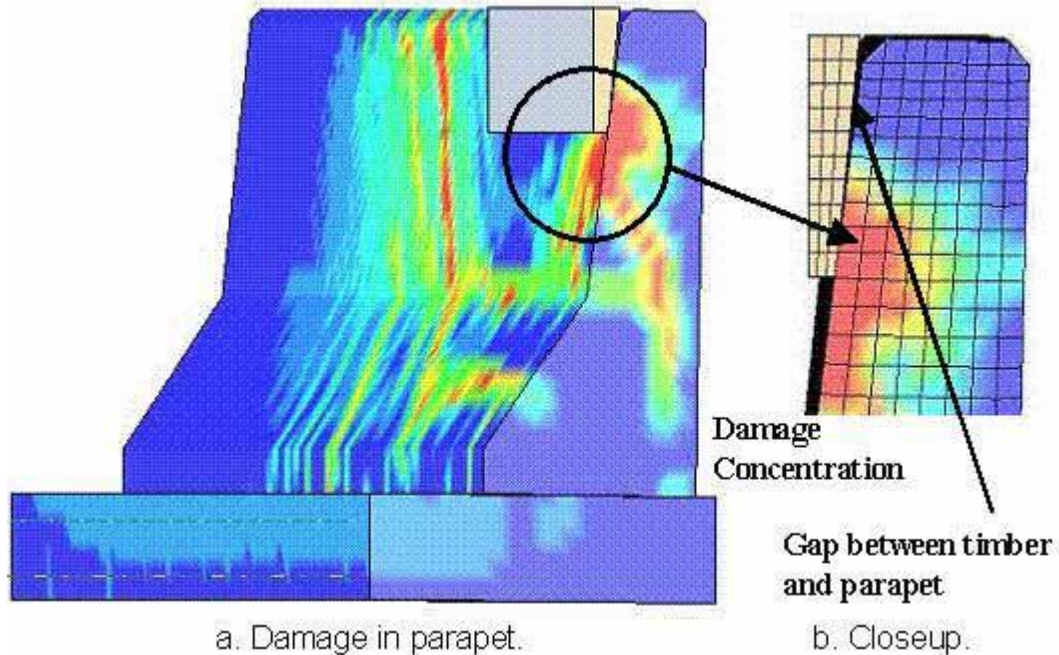 Damage
Concentration
Gap between timber
and parapet
a. Damage in parapet.
b. Closeup.